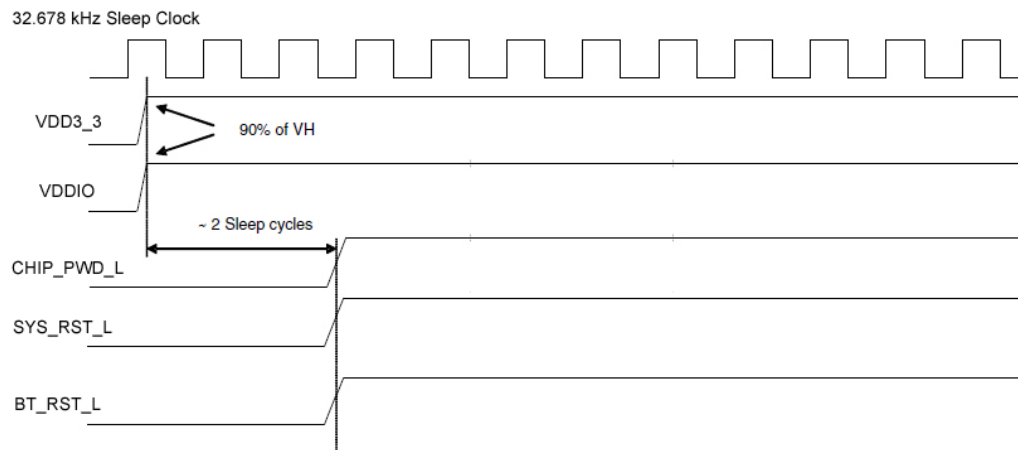 32.678 kHz Sleep Clock
VDD3_3
90% of VH
VDDIO
~ 2 Sleep cycles
CHIP_PWD_L
SYS_RST_L
BT_RST_L